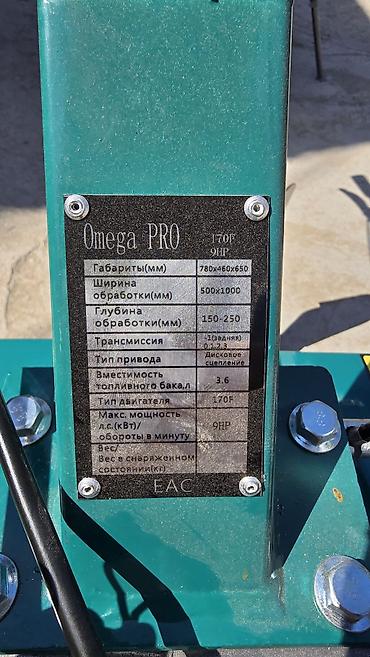 Omega PRO 170F
9HP
Габариты(мм) 780х460х650
Ширина
обработки(мм) 500х1000
Глубина
обработки(мм) 150-250
Трансмиссия -1(задняя)
0,1,2,3
Тип привода Дисковое
сцепление
Вместимость
топливного бака,л 3.6
Тип двигателя 170F
Макс. мощность
л.с.(кВт)/ 9HP
обороты в минуту
Вес/
Вес в снаряженном
состоянии(кг)
EAC